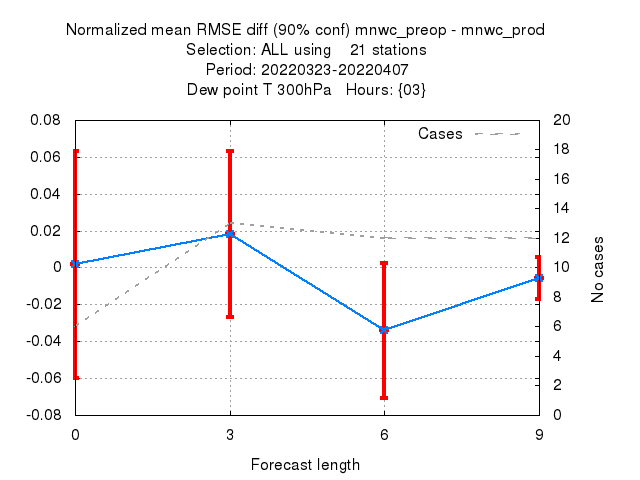 Normalized mean RMSE diff (90% conf) mnwc_preop - mnwc_prod
Selection: ALL using    21 stations
Period: 20220323-20220407
Dew point T 300hPa   Hours: {03}
Cases
0.08
0.06
0.04
0.02
0
-0.02
-0.04
-0.06
-0.08
20
18
16
14
12
10
8
6
4
2
0
No cases
0 3 6 9
Forecast length